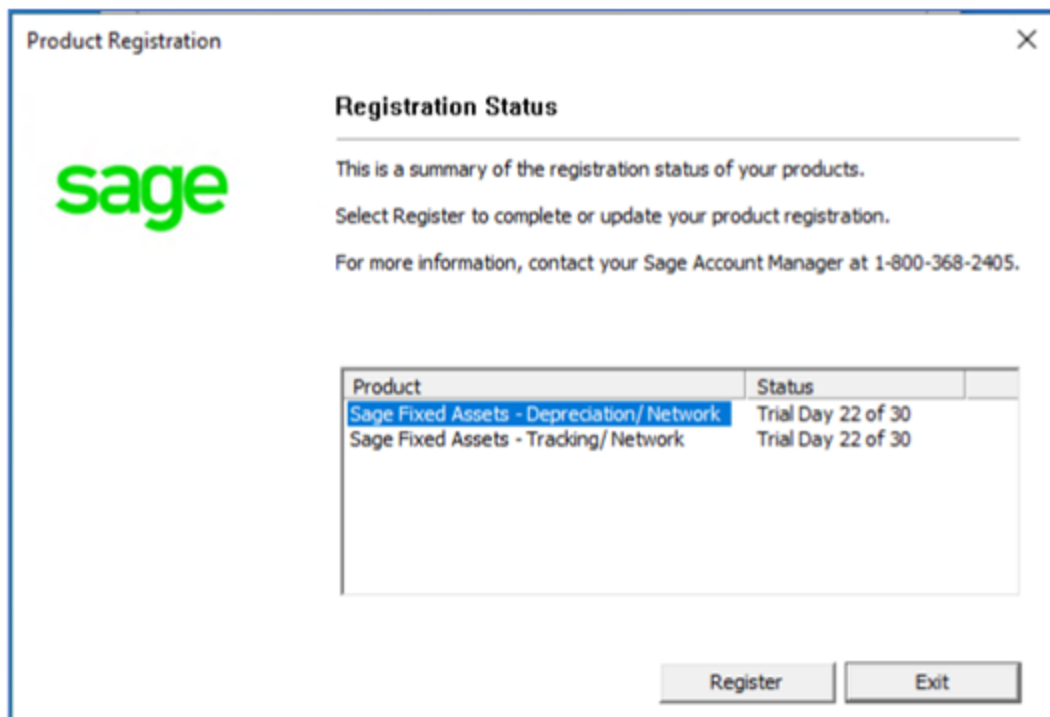 Product Registration
sage
Registration Status
This is a summary of the registration status of your products.
Select Register to complete or update your product registration.
For more information, contact your Sage Account Manager at 1-800-368-2405.
Product Status
Sage Fixed Assets - Depreciation/Network Trial Day 22 of 30
Sage Fixed Assets - Tracking/Network Trial Day 22 of 30
Register Exit